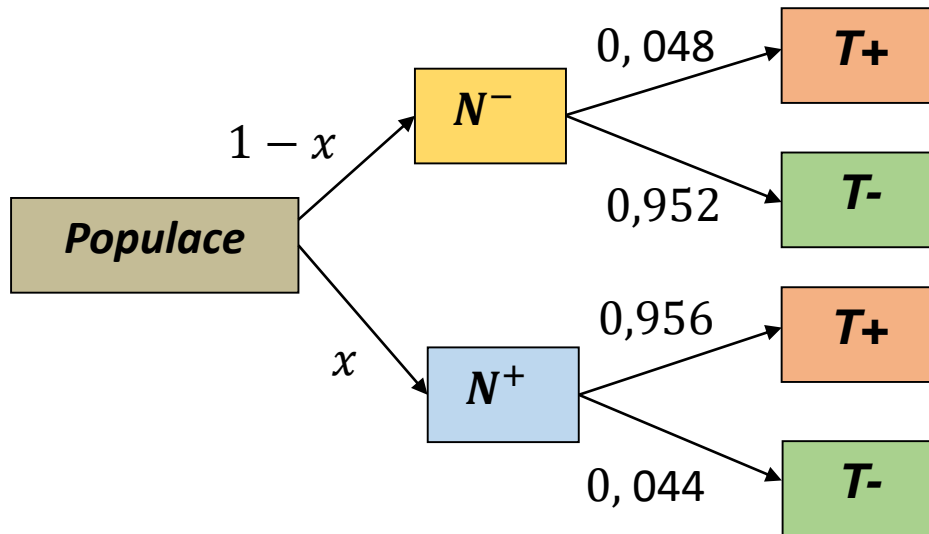 0, 048
T+
N⁻
1 − x
T-
0,952
Populace
0,956
T+
x
N⁺
T-
0, 044